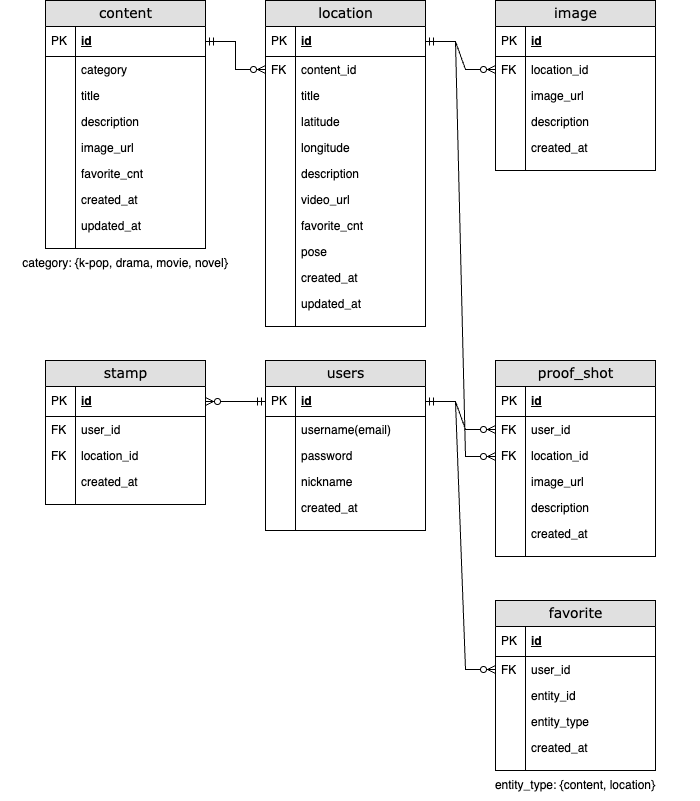 content
PK id
category
title
description
image_url
favorite_cnt
created_at
updated_at
category: {k-pop, drama, movie, novel}
location
PK id
FK content_id
title
latitude
longitude
description
video_url
favorite_cnt
pose
created_at
updated_at
image
PK id
FK location_id
image_url
description
created_at
stamp
PK id
FK user_id
FK location_id
created_at
users
PK id
username(email)
password
nickname
created_at
proof_shot
PK id
FK user_id
FK location_id
image_url
description
created_at
favorite
PK id
FK user_id
entity_id
entity_type
created_at
entity_type: {content, location}